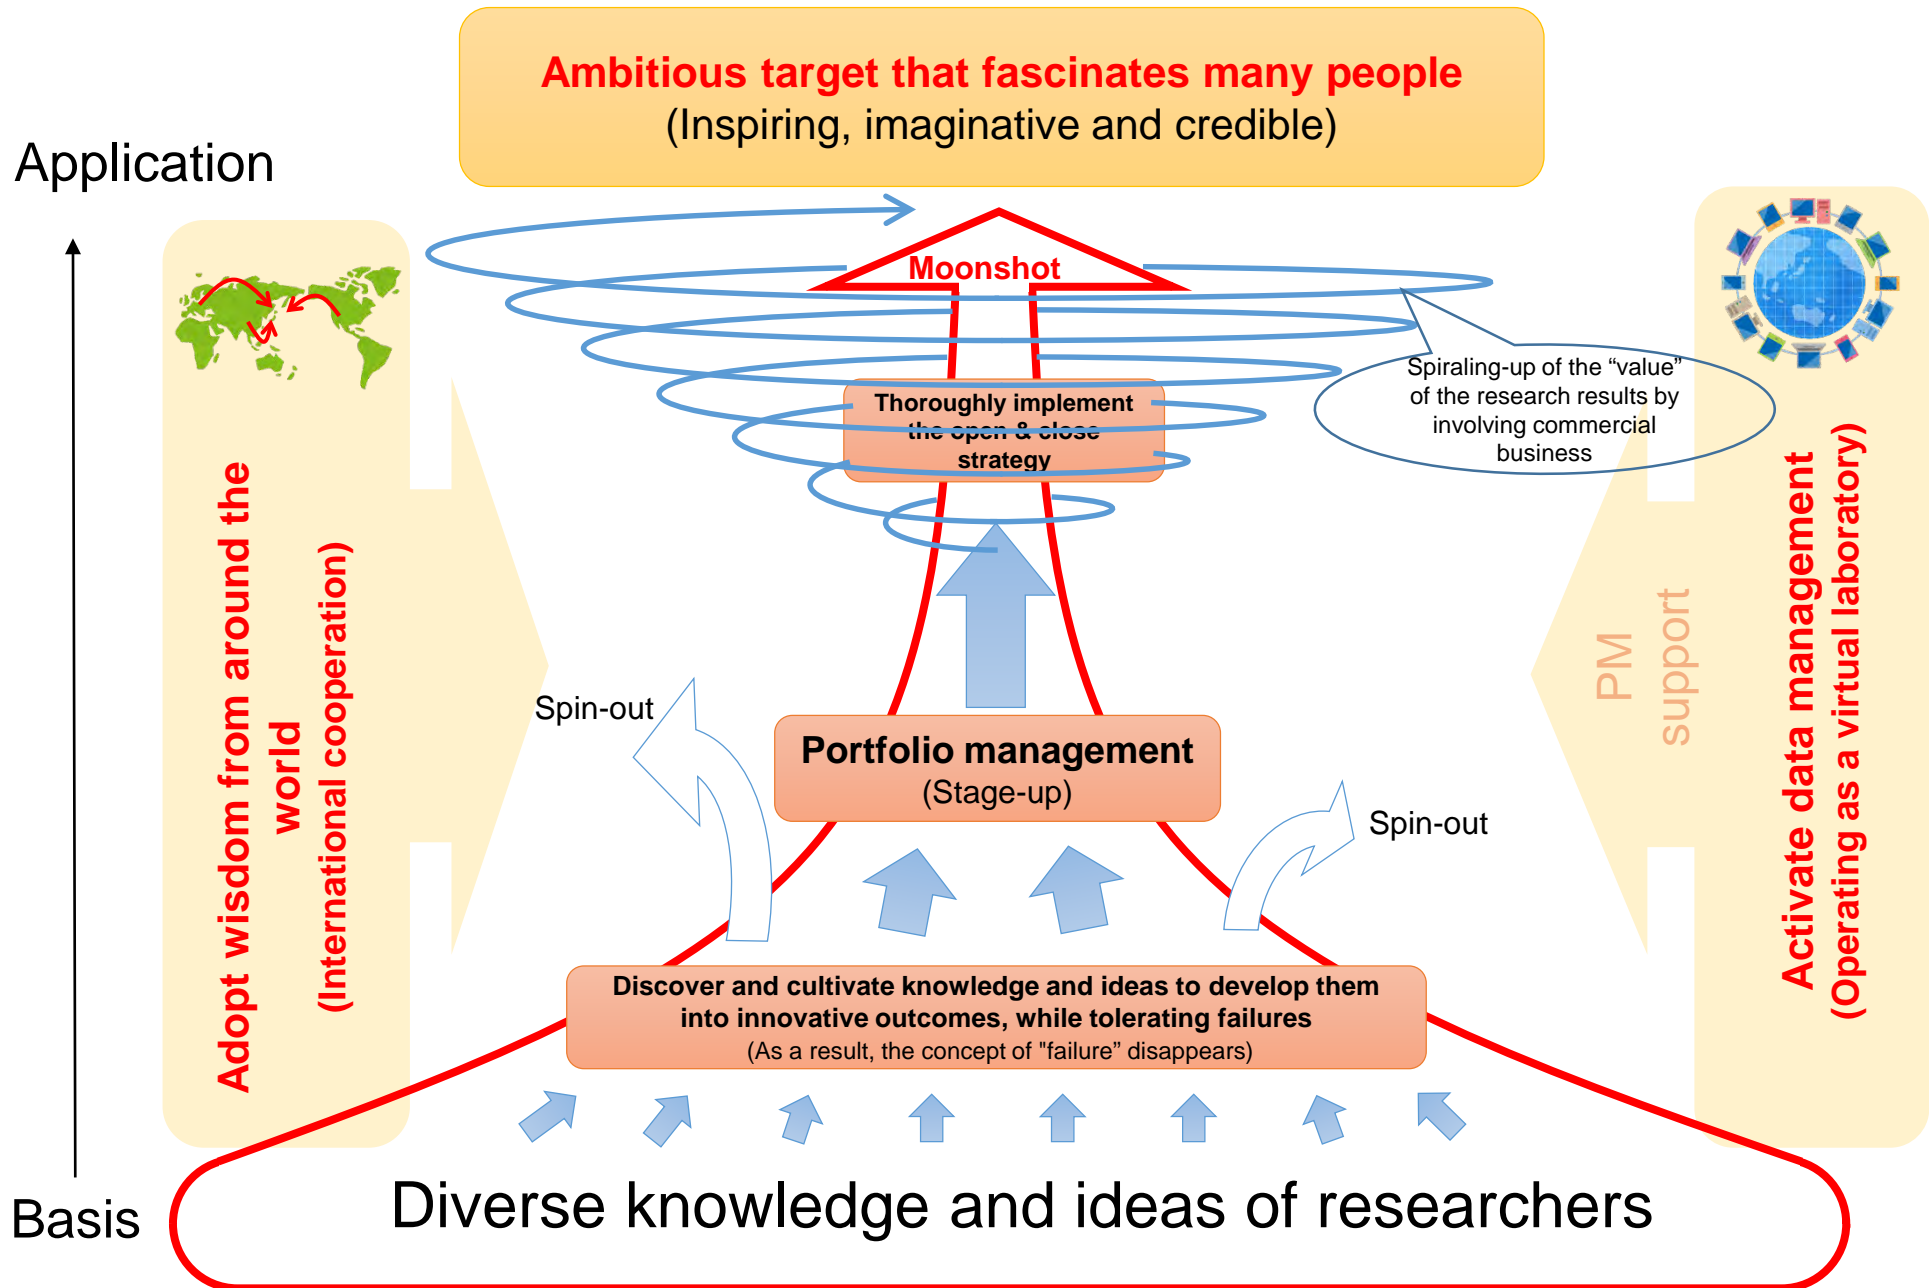 Ambitious target that fascinates many people
(Inspiring, imaginative and credible)
Application
Moonshot
Spiraling-up of the “value”
of the research results by
involving commercial
business
Thoroughly implement
the open & close
strategy
Adopt wisdom from around the
world
(International cooperation)
Activate data management
(Operating as a virtual laboratory)
PM
support
Spin-out
Portfolio management
(Stage-up)
Spin-out
Discover and cultivate knowledge and ideas to develop them
into innovative outcomes, while tolerating failures
(As a result, the concept of "failure” disappears)
Diverse knowledge and ideas of researchers
Basis